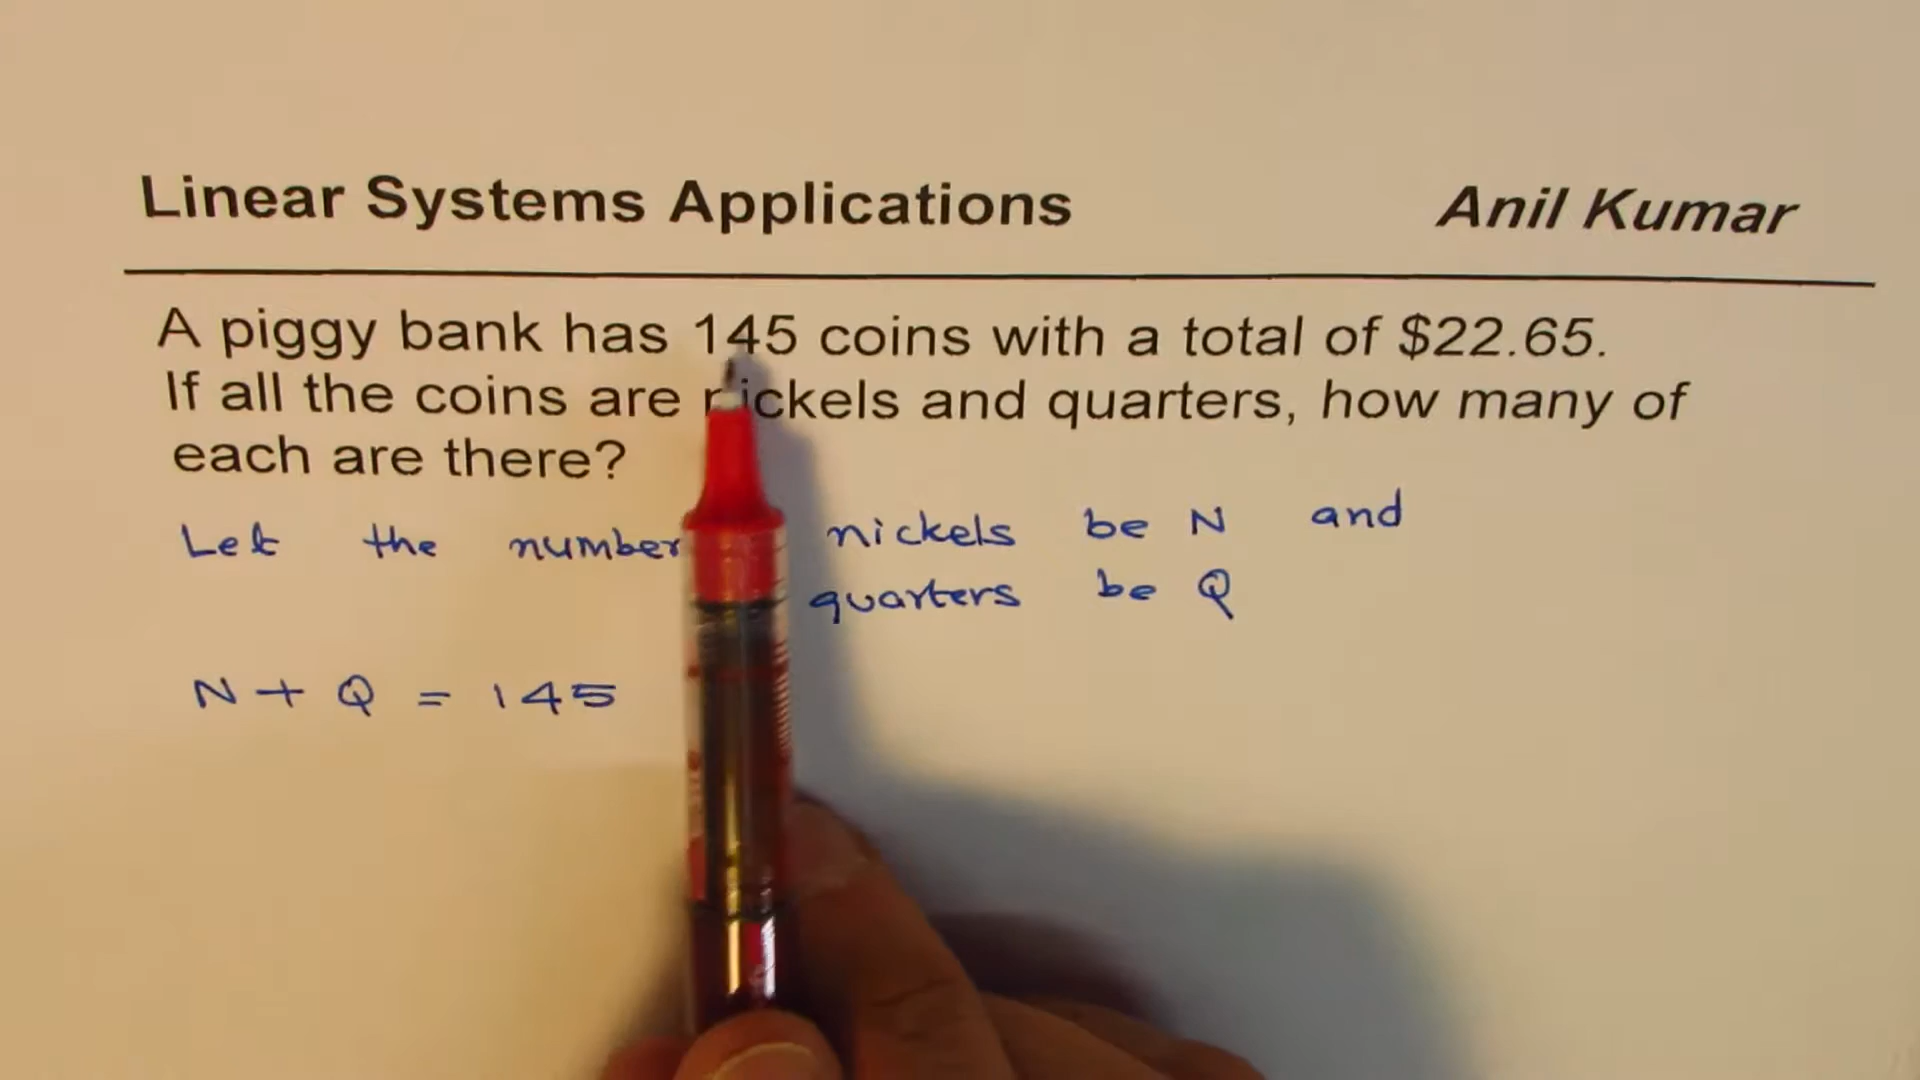 Linear Systems Applications Anil Kumar
A piggy bank has 145 coins with a total of $22.65.
If all the coins are nickels and quarters, how many of
each are there?
Let the number nickels be N and
quarters be Q
N + Q = 145